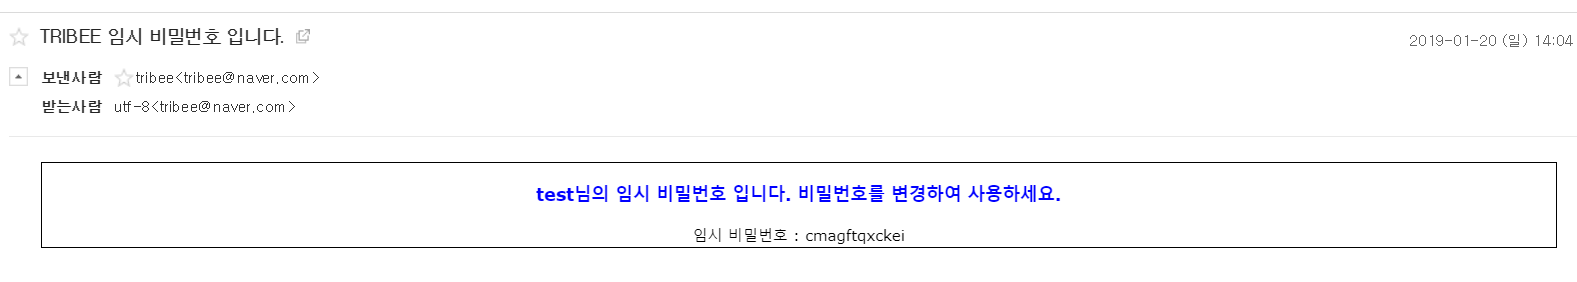 TRIBEE 임시 비밀번호 입니다.
2019-01-20 (일) 14:04
보낸사람 tribee<tribee@naver.com>
받는사람 utf-8<tribee@naver.com>
test님의 임시 비밀번호 입니다. 비밀번호를 변경하여 사용하세요.
임시 비밀번호 : cmagftqxckei